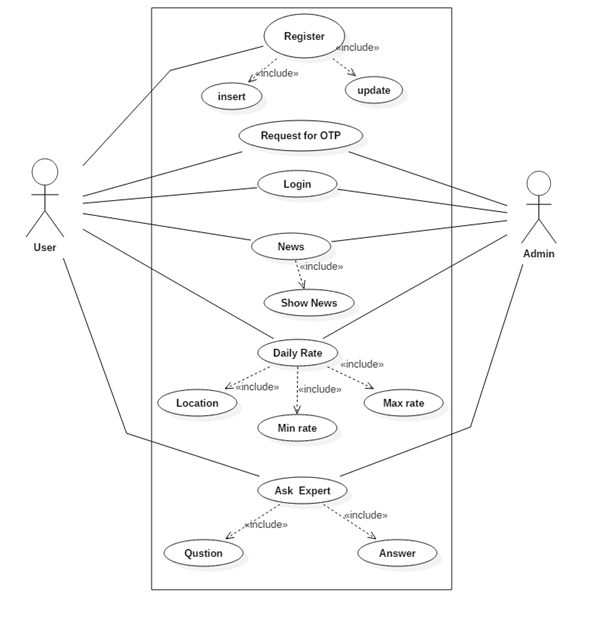 Register
«include»
«include»
insert
update
Request for OTP
Login
User
Admin
News
«include»
Show News
Daily Rate
«include»
«include»
«include»
Location
Max rate
Min rate
Ask Expert
«include»
«include»
Qustion
Answer